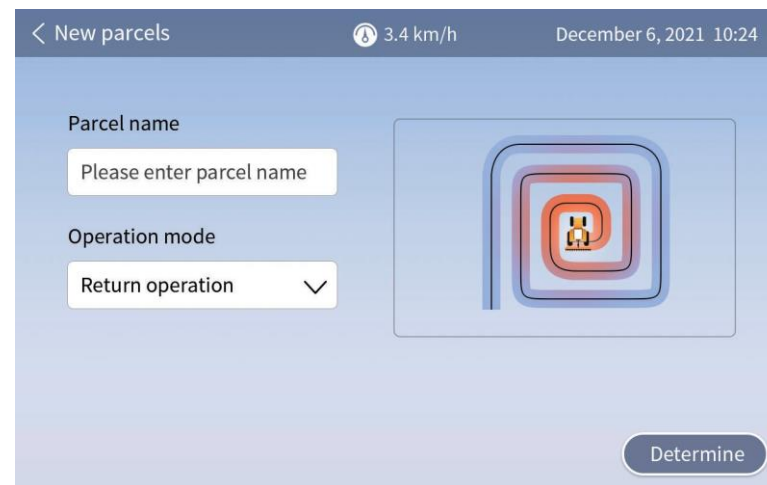 New parcels
3.4 km/h
December 6, 2021 10:24
Parcel name
Please enter parcel name
Operation mode
Return operation
Determine